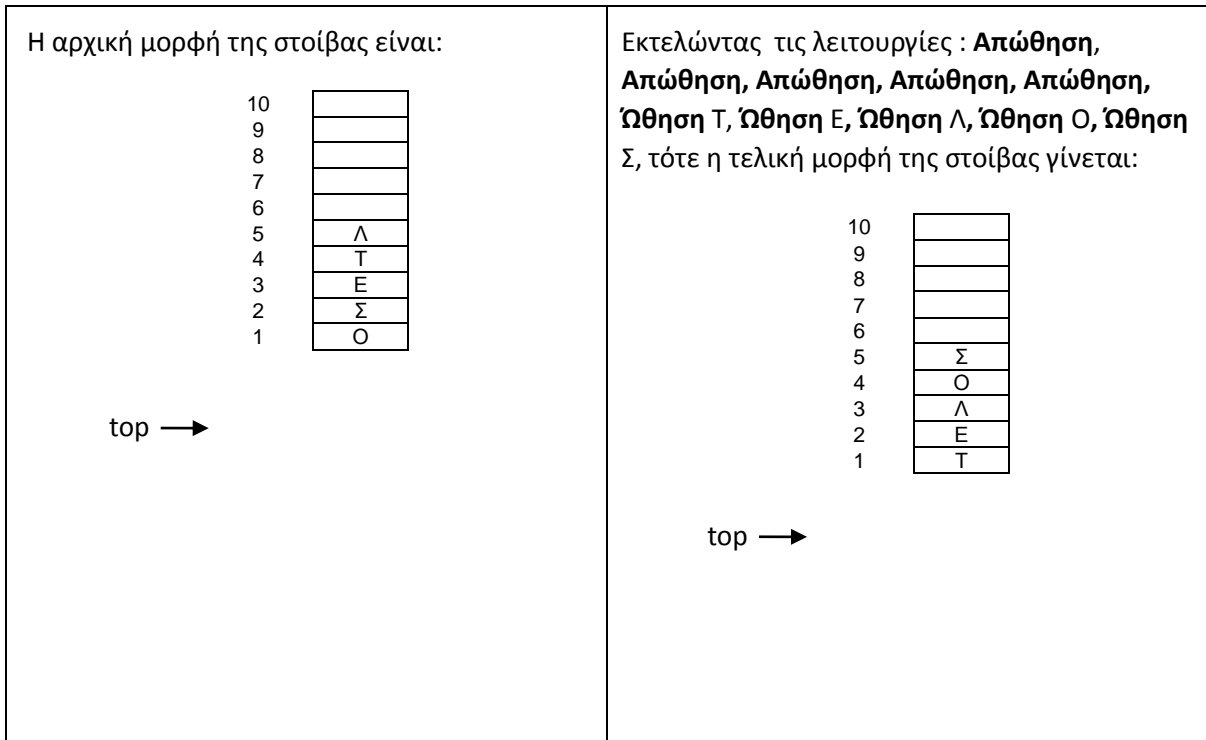 Η αρχική μορφή της στοίβας είναι:
10
9
8
7
6
5 Λ
4 Τ
3 Ε
2 Σ
1 Ο
top
Εκτελώντας τις λειτουργίες : Απώθηση,
Απώθηση, Απώθηση, Απώθηση, Απώθηση,
Ώθηση Τ, Ώθηση Ε, Ώθηση Λ, Ώθηση Ο, Ώθηση
Σ, τότε η τελική μορφή της στοίβας γίνεται:
10
9
8
7
6
5 Σ
4 Ο
3 Λ
2 Ε
1 Τ
top